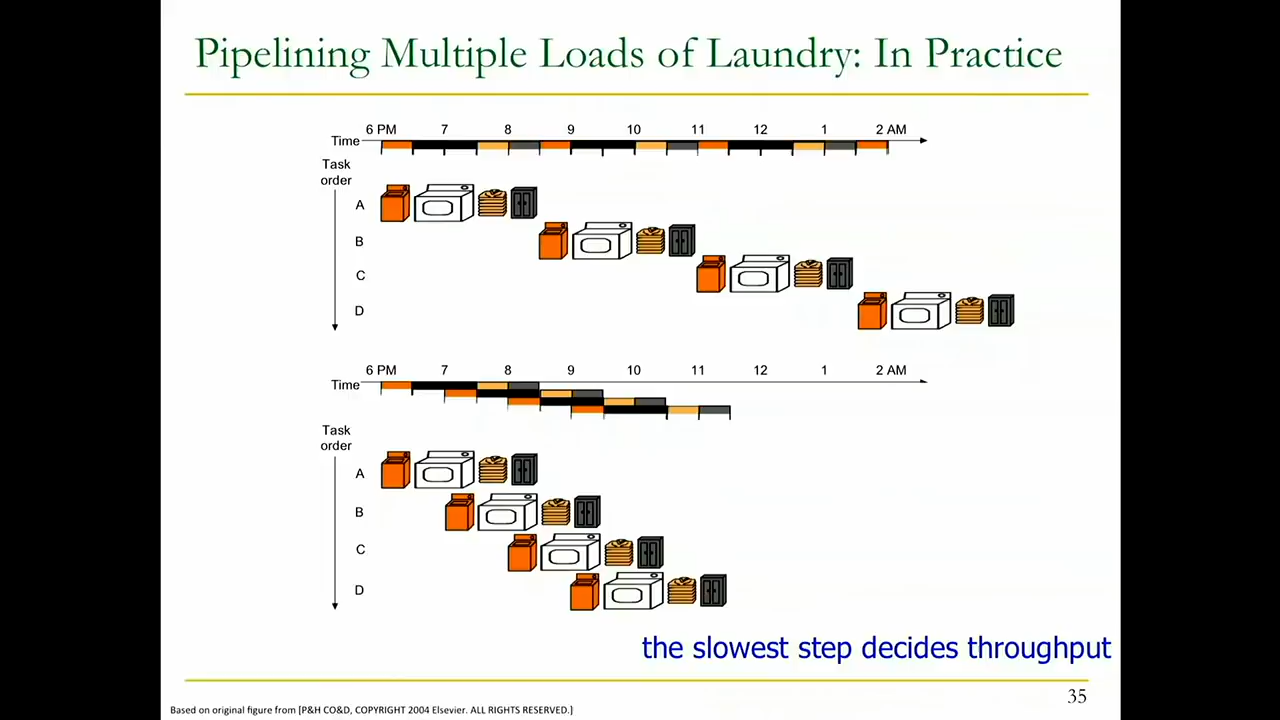 Pipelining Multiple Loads of Laundry: In Practice
6 PM 7 8 9 10 11 12 1 2 AM
Time
Task
order
A
B
C
D
6 PM 7 8 9 10 11 12 1 2 AM
Time
Task
order
A
B
C
D
the slowest step decides throughput
35
Based on original figure from [P&H CO&D, COPYRIGHT 2004 Elsevier. ALL RIGHTS RESERVED.]